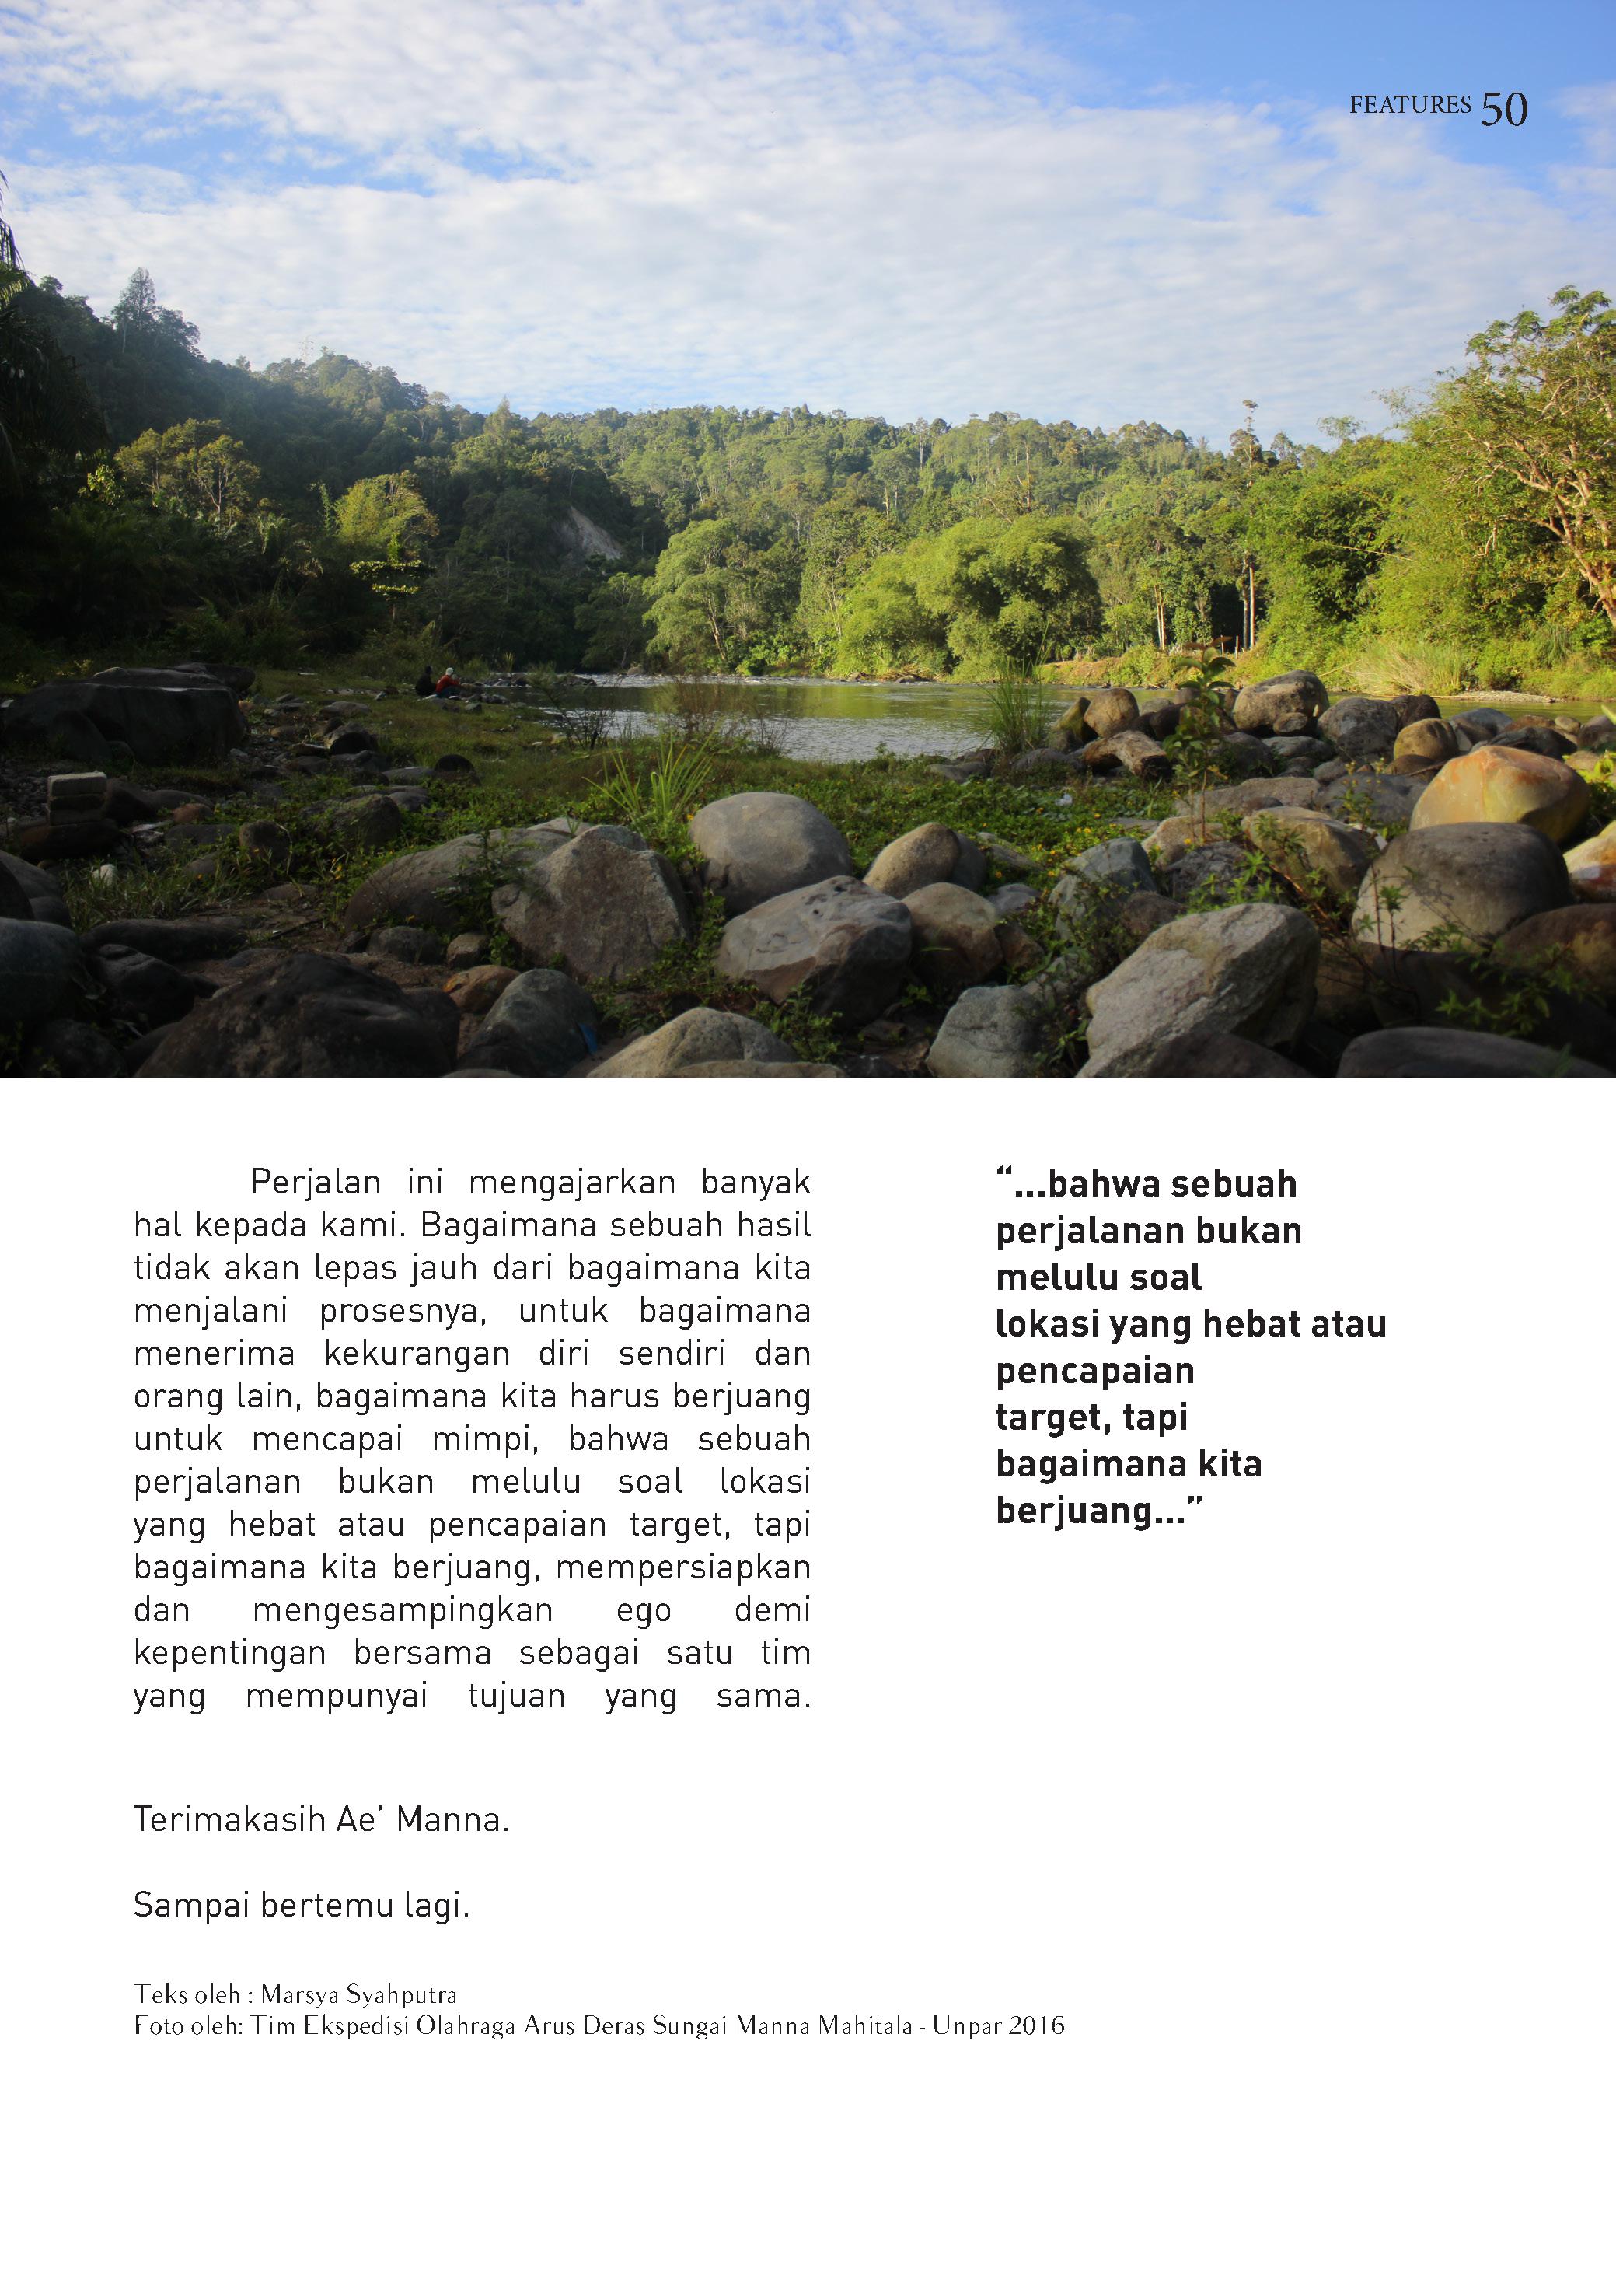 FEATURES 50
Perjalan ini mengajarkan banyak
hal kepada kami. Bagaimana sebuah hasil
tidak akan lepas jauh dari bagaimana kita
menjalani prosesnya, untuk bagaimana
menerima kekurangan diri sendiri dan
orang lain, bagaimana kita harus berjuang
untuk mencapai mimpi, bahwa sebuah
perjalanan bukan melulu soal lokasi
yang hebat atau pencapaian target, tapi
bagaimana kita berjuang, mempersiapkan
dan mengesampingkan ego demi
kepentingan bersama sebagai satu tim
yang mempunyai tujuan yang sama.
Terimakasih Ae’ Manna.
Sampai bertemu lagi.
“...bahwa sebuah
perjalanan bukan
melulu soal
lokasi yang hebat atau
pencapaian
target, tapi
bagaimana kita
berjuang...”
Teks oleh : Marsya Syahputra
Foto oleh: Tim Ekspedisi Olahraga Arus Deras Sungai Manna Mahitala - Unpar 2016